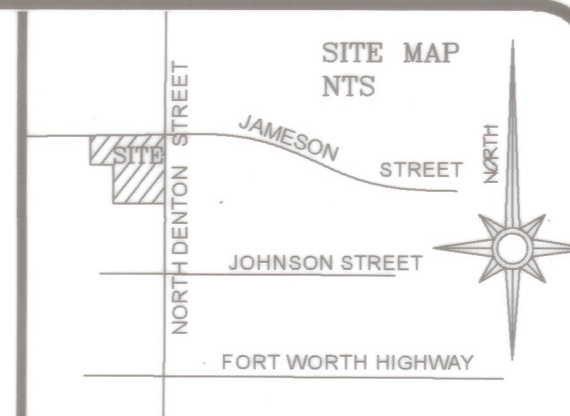 SITE MAP
NTS
NORTH DENTON STREET
JAMESON STREET
SITE
NORTH
JOHNSON STREET
FORT WORTH HIGHWAY